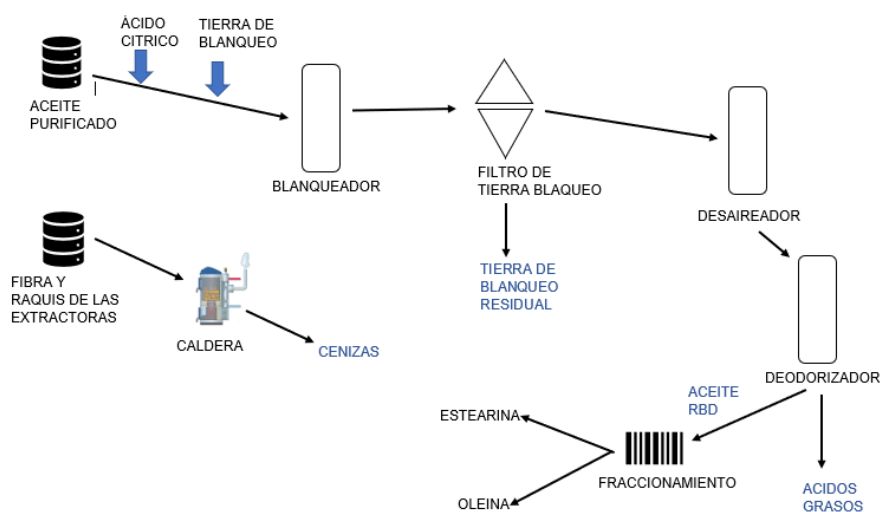 ÁCIDO
CITRICO
TIERRA DE
BLANQUEO
ACEITE
PURIFICADO
BLANQUEADOR
FILTRO DE
TIERRA BLAQUEO
DESAIREADOR
FIBRA Y
RAQUIS DE LAS
EXTRACTORAS
CALDERA
CENIZAS
TIERRA DE
BLANQUEO
RESIDUAL
DEODORIZADOR
ACEITE
RBD
ESTEARINA
OLEINA
FRACCIONAMIENTO
ACIDOS
GRASOS